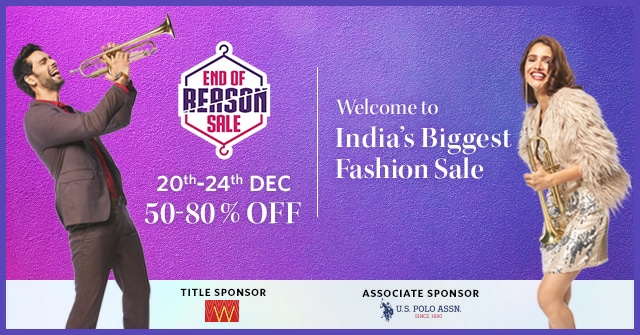 END OF
REASON
SALE
20th-24th DEC
50-80% OFF
Welcome to
India's Biggest
Fashion Sale
TITLE SPONSOR
W
ASSOCIATE SPONSOR
U.S. POLO ASSN.
SINCE 1890